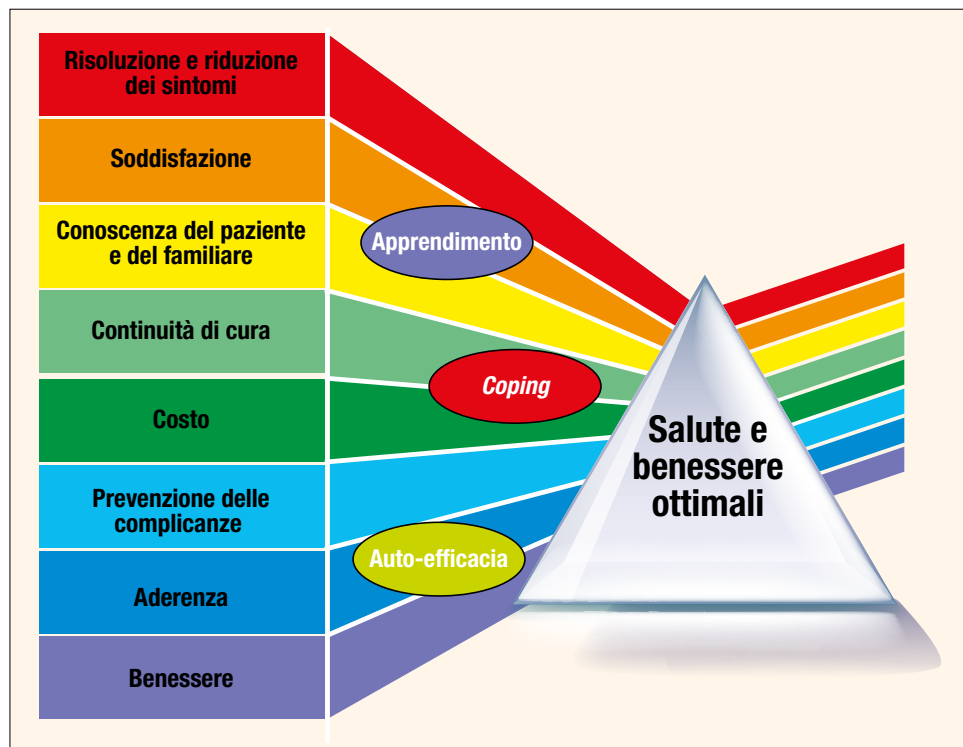 Risoluzione e riduzione
dei sintomi
Soddisfazione
Conoscenza del paziente
e del familiare
Continuità di cura
Costo
Prevenzione delle
complicanze
Aderenza
Benessere
Apprendimento
Coping
Auto-efficacia
Salute e
benessere
ottimali